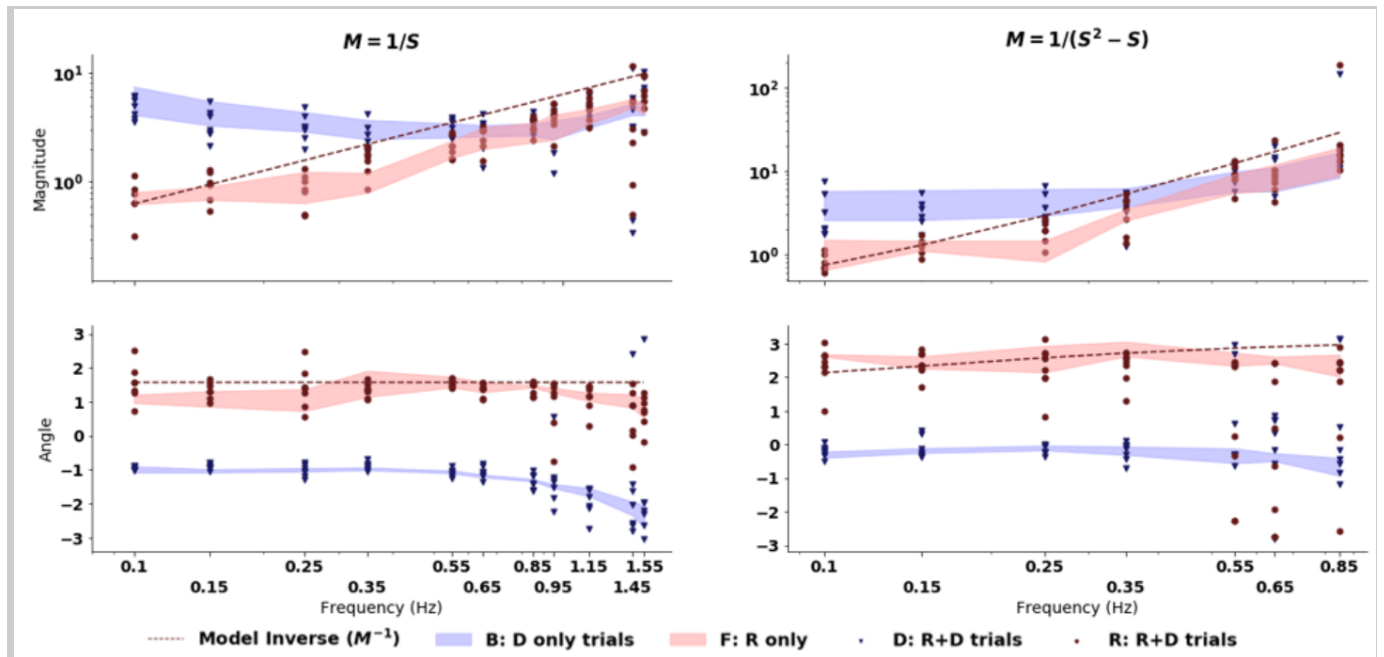 M = 1/S
M = 1/(S² − S)
10¹
10⁰
Magnitude
10²
10¹
10⁰
3
2
1
0
−1
−2
−3
Angle
3
2
1
0
−1
−2
−3
0.1 0.25 0.55 0.85 1.15 1.55
0.15 0.35 0.65 0.95 1.45
Frequency (Hz)
0.1 0.25 0.55 0.85
0.15 0.35 0.65
Frequency (Hz)
Model Inverse (M⁻¹) B: D only trials F: R only D: R+D trials R: R+D trials